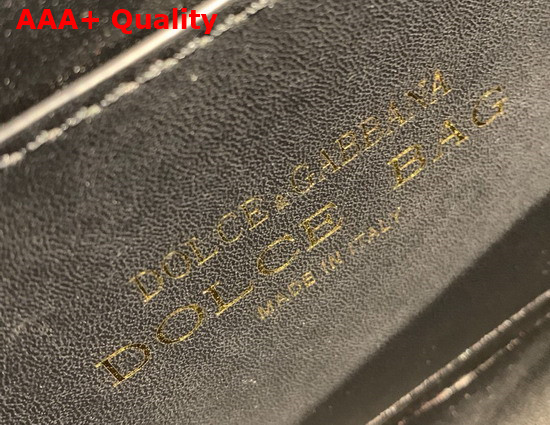 AAA+ Quality
DOLCE & GABBANA
DOLCE BAG
MADE IN ITALY